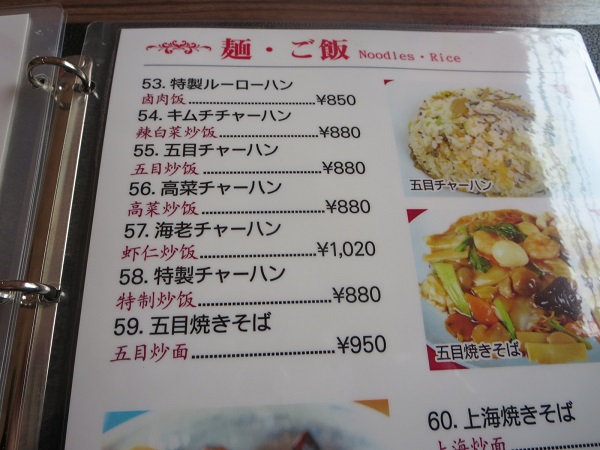 麺・ご飯 Noodles・Rice
53. 特製ルーローハン
卤肉饭 ¥850
54. キムチチャーハン
辣白菜炒饭 ¥880
55. 五目チャーハン
五目炒饭 ¥880
56. 高菜チャーハン
高菜炒饭 ¥880
57. 海老チャーハン
虾仁炒饭 ¥1,020
58. 特製チャーハン
特制炒饭 ¥880
59. 五目焼きそば
五目炒面 ¥950
五目チャーハン
五目焼きそば
60. 上海焼きそば
上海炒面